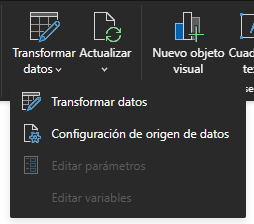 Transformar
datos
Actualizar
Nuevo objeto
visual
Transformar datos
Configuración de origen de datos
Editar parámetros
Editar variables